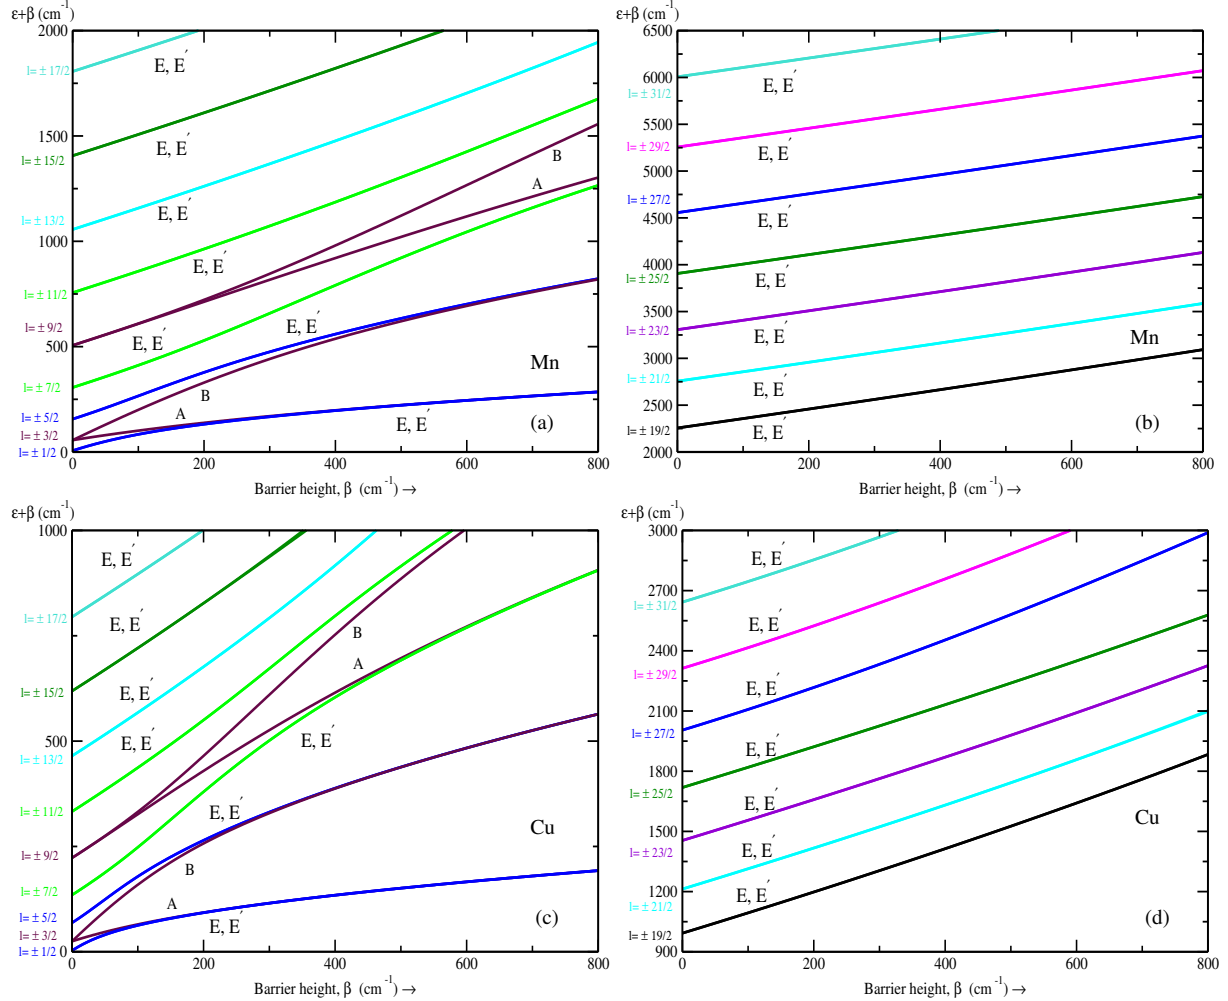 ε+β (cm⁻¹)
2000
1500
1000
500
0
l= ± 17/2
l= ± 15/2
l= ± 13/2
l= ± 11/2
l= ± 9/2
l= ± 7/2
l= ± 5/2
l= ± 3/2
l= ± 1/2
E, E′
E, E′
E, E′
B
A
E, E′
E, E′
E, E′
Mn
B
A
E, E′
(a)
0 200 400 600 800
Barrier height, β (cm⁻¹) →
ε+β (cm⁻¹)
6500
6000
5500
5000
4500
4000
3500
3000
2500
2000
l= ± 31/2
l= ± 29/2
l= ± 27/2
l= ± 25/2
l= ± 23/2
l= ± 21/2
l= ± 19/2
E, E′
E, E′
E, E′
E, E′
E, E′
Mn
E, E′
E, E′
(b)
0 200 400 600 800
Barrier height, β (cm⁻¹) →
ε+β (cm⁻¹)
1000
500
0
l= ± 17/2
l= ± 15/2
l= ± 13/2
l= ± 11/2
l= ± 9/2
l= ± 7/2
l= ± 5/2
l= ± 3/2
l= ± 1/2
E, E′
E, E′
B
A
E, E′
E, E′
E, E′
E, E′
Cu
B
A
E, E′
(c)
0 200 400 600 800
Barrier height, β (cm⁻¹) →
ε+β (cm⁻¹)
3000
2700
2400
2100
1800
1500
1200
900
l= ± 31/2
l= ± 29/2
l= ± 27/2
l= ± 25/2
l= ± 23/2
l= ± 21/2
l= ± 19/2
E, E′
E, E′
E, E′
E, E′
E, E′
Cu
E, E′
E, E′
(d)
0 200 400 600 800
Barrier height, β (cm⁻¹) →